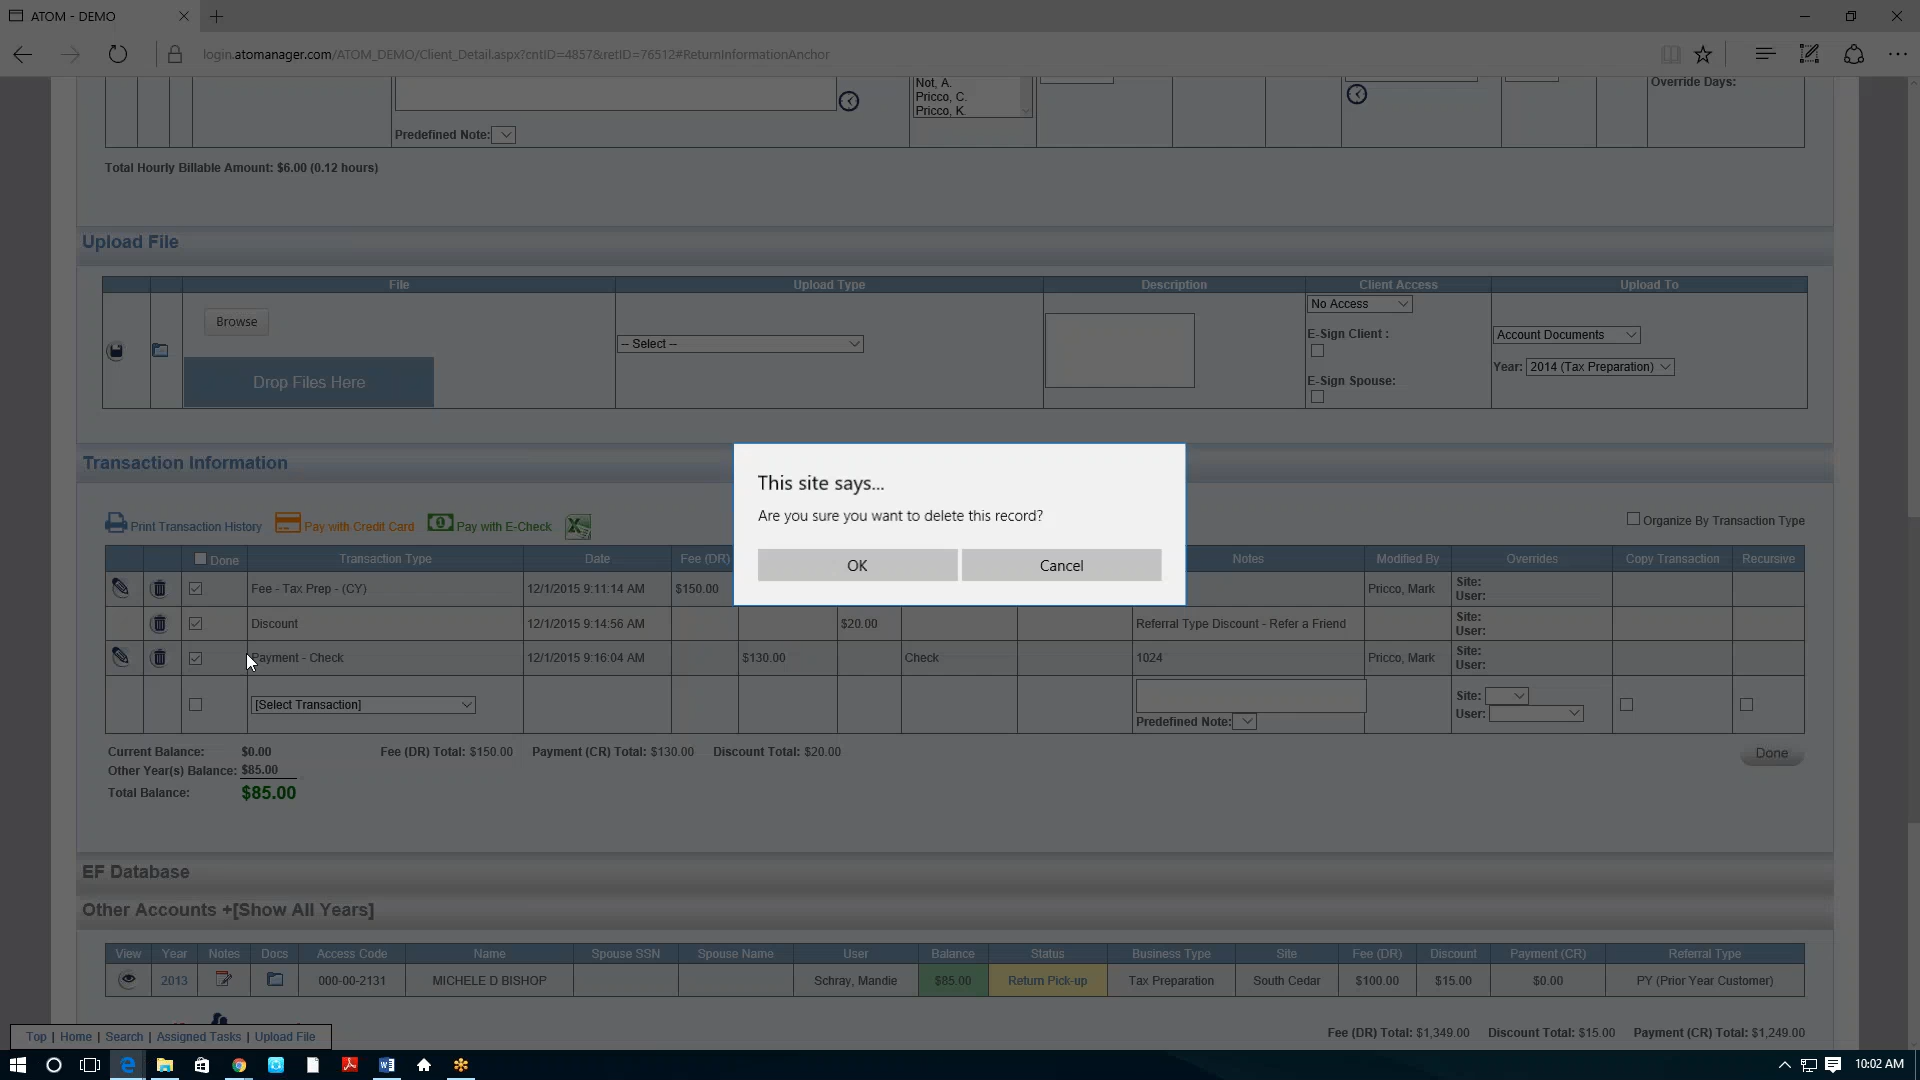 ATOM - DEMO
login.atomanager.com/ATOM_DEMO/Client_Detail.aspx?cntID=4857&retID=76512#ReturnInformationAnchor
Not, A.
Pricco, C.
Pricco, K.
Override Days:
Predefined Note:
Total Hourly Billable Amount: $6.00 (0.12 hours)
Upload File
File Upload Type Description Client Access Upload To
Browse
Drop Files Here
-- Select --
No Access
E-Sign Client :
E-Sign Spouse:
Account Documents
Year: 2014 (Tax Preparation)
This site says...
Are you sure you want to delete this record?
OK Cancel
Transaction Information
Print Transaction History Pay with Credit Card Pay with E-Check
Organize By Transaction Type
Done Transaction Type Date Fee (DR) Notes Modified By Overrides Copy Transaction Recursive
Fee - Tax Prep - (CY) 12/1/2015 9:11:14 AM $150.00 Pricco, Mark Site:
User:
Discount 12/1/2015 9:14:56 AM $20.00 Referral Type Discount - Refer a Friend Site:
User:
Payment - Check 12/1/2015 9:16:04 AM $130.00 Check 1024 Pricco, Mark Site:
User:
[Select Transaction]
Predefined Note:
Site:
User:
Current Balance: $0.00 Fee (DR) Total: $150.00 Payment (CR) Total: $130.00 Discount Total: $20.00
Other Year(s) Balance: $85.00
Total Balance: $85.00
Done
EF Database
Other Accounts +[Show All Years]
View Year Notes Docs Access Code Name Spouse SSN Spouse Name User Balance Status Business Type Site Fee (DR) Discount Payment (CR) Referral Type
2013 000-00-2131 MICHELE D BISHOP Schray, Mandie $85.00 Return Pick-up Tax Preparation South Cedar $100.00 $15.00 $0.00 PY (Prior Year Customer)
Fee (DR) Total: $1,349.00 Discount Total: $15.00 Payment (CR) Total: $1,249.00
Top | Home | Search | Assigned Tasks | Upload File
10:02 AM